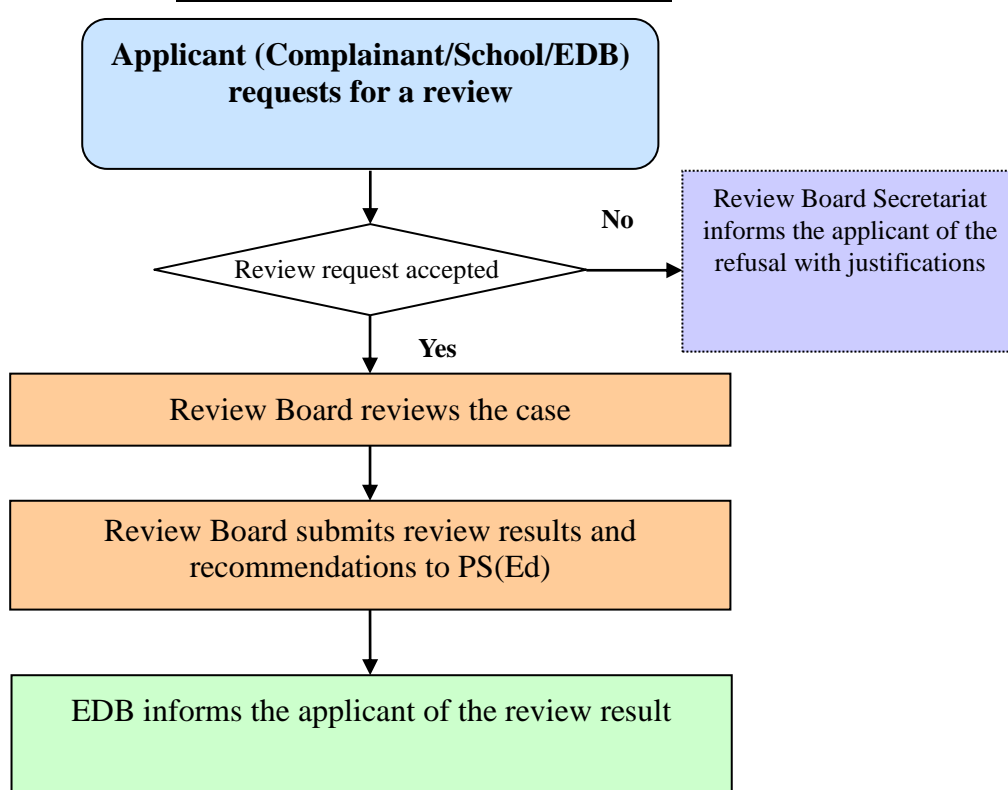 Applicant (Complainant/School/EDB)
requests for a review
No
Review Board Secretariat
informs the applicant of the
refusal with justifications
Review request accepted
Yes
Review Board reviews the case
Review Board submits review results and
recommendations to PS(Ed)
EDB informs the applicant of the review result